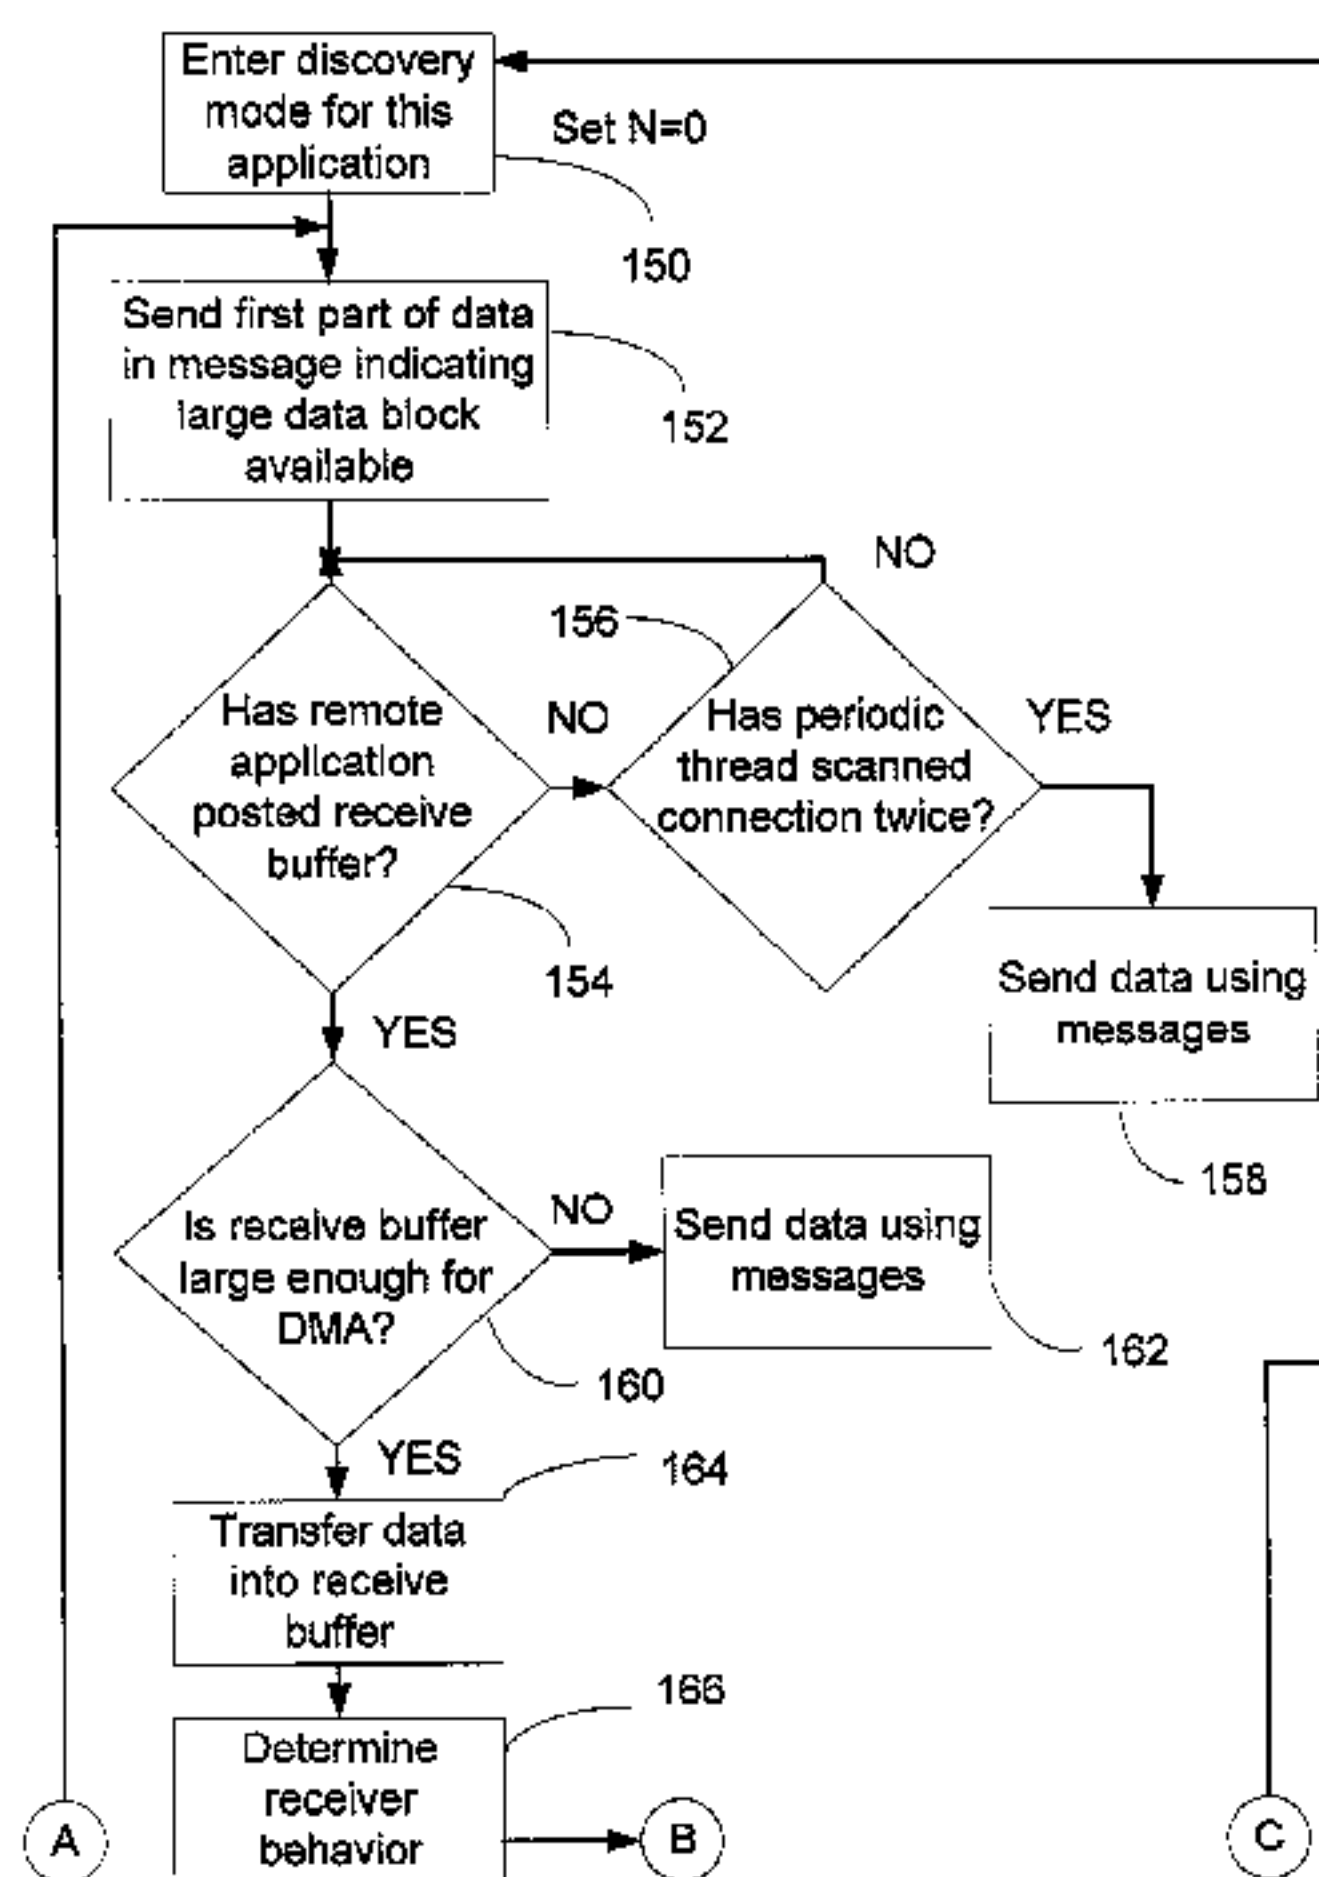 Enter discovery
mode for this
application
Set N=0
150
Send first part of data
in message indicating
large data block
available
152
NO
156
Has remote
application
posted receive
buffer?
NO
Has periodic
thread scanned
connection twice?
YES
154
YES
Send data using
messages
158
Is receive buffer
large enough for
DMA?
NO
Send data using
messages
162
160
YES
164
Transfer data
into receive
buffer
166
Determine
receiver
behavior
A
B
C